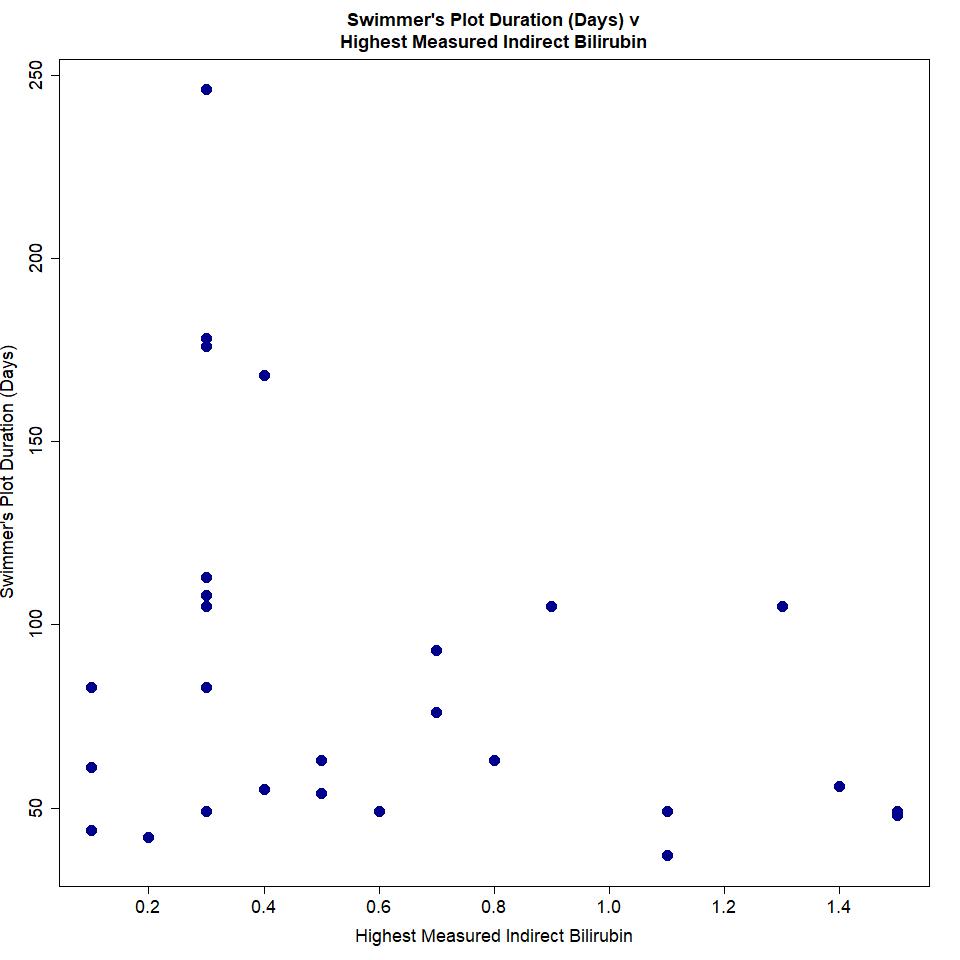 Swimmer's Plot Duration (Days) v
Highest Measured Indirect Bilirubin
250
200
150
100
50
Swimmer's Plot Duration (Days)
0.2 0.4 0.6 0.8 1.0 1.2 1.4
Highest Measured Indirect Bilirubin